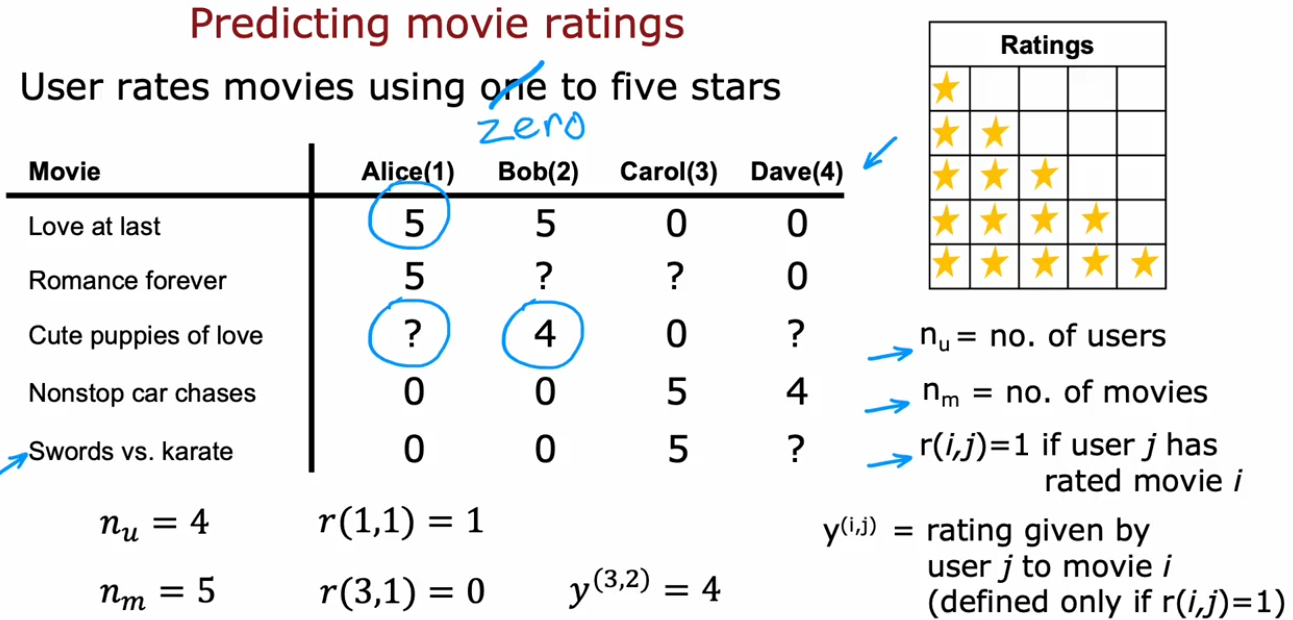 Predicting movie ratings
User rates movies using one to five stars
zero
Ratings
Movie Alice(1) Bob(2) Carol(3) Dave(4)
Love at last 5 5 0 0
Romance forever 5 ? ? 0
Cute puppies of love ? 4 0 ?
Nonstop car chases 0 0 5 4
Swords vs. karate 0 0 5 ?
n_u = no. of users
n_m = no. of movies
r(i,j)=1 if user j has
rated movie i
y^(i,j) = rating given by
user j to movie i
(defined only if r(i,j)=1)
n_u = 4 r(1,1) = 1
n_m = 5 r(3,1) = 0 y^(3,2) = 4